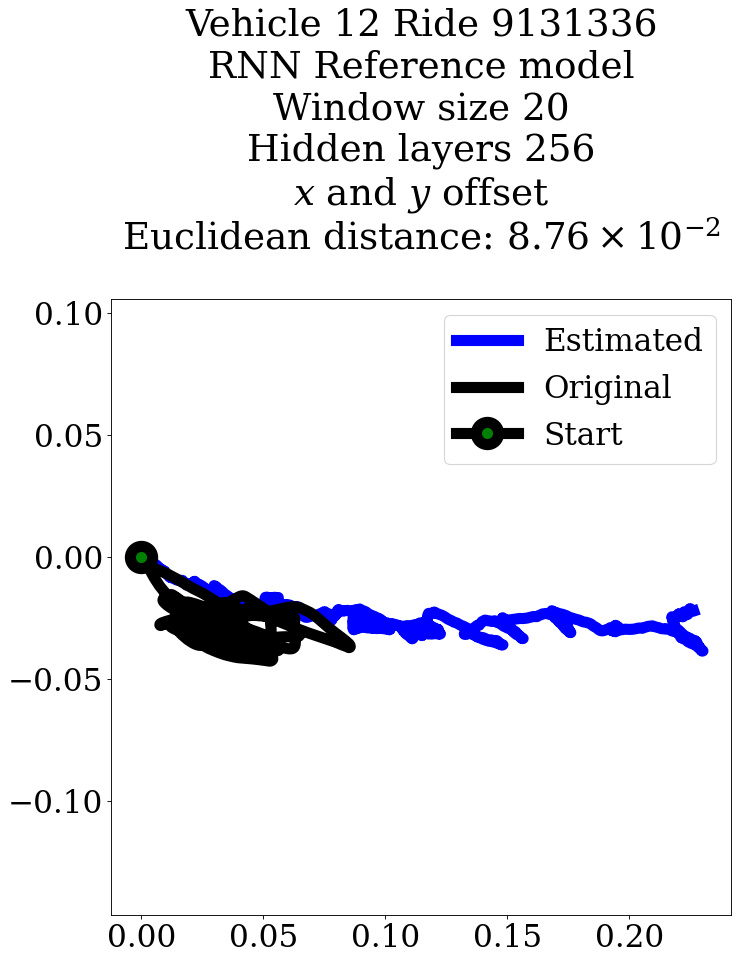 Vehicle 12 Ride 9131336
RNN Reference model
Window size 20
Hidden layers 256
x and y offset
Euclidean distance: 8.76 × 10⁻²
0.10
0.05
0.00
−0.05
−0.10
Estimated
Original
Start
0.00 0.05 0.10 0.15 0.20